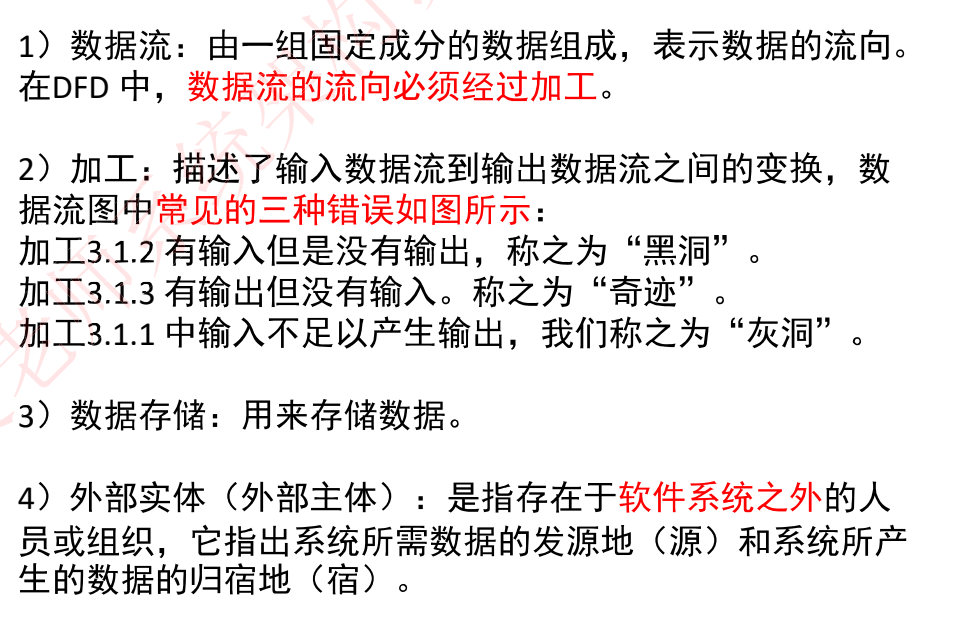 1）数据流：由一组固定成分的数据组成，表示数据的流向。
在DFD 中，数据流的流向必须经过加工。
2）加工：描述了输入数据流到输出数据流之间的变换，数
据流图中常见的三种错误如图所示：
加工3.1.2 有输入但是没有输出，称之为“黑洞”。
加工3.1.3 有输出但没有输入。称之为“奇迹”。
加工3.1.1 中输入不足以产生输出，我们称之为“灰洞”。
3）数据存储：用来存储数据。
4）外部实体（外部主体）：是指存在于软件系统之外的人
员或组织，它指出系统所需数据的发源地（源）和系统所产
生的数据的归宿地（宿）。
老师系统架构